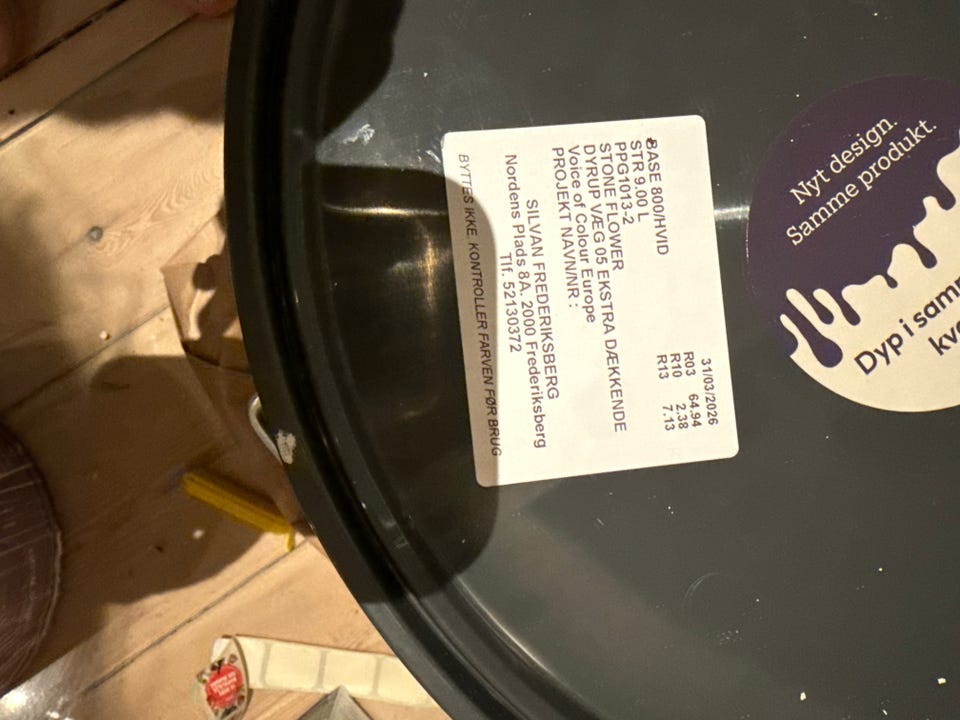 BASE 800/HVID
STR 9.00 L
PPG1013-2
STONE FLOWER
DYRUP VÆG 05 EKSTRA DÆKKENDE
Voice of Colour Europe
PROJEKT NAVN/NR :
31/03/2026
R03 64.94
R10 2.38
R13 7.13
SILVAN FREDERIKSBERG
Nordens Plads 8A. 2000 Frederiksberg
Tlf. 52130372
BYTTES IKKE. KONTROLLER FARVEN FØR BRUG
Nyt design.
Samme produkt.
Dyp i samm
kva